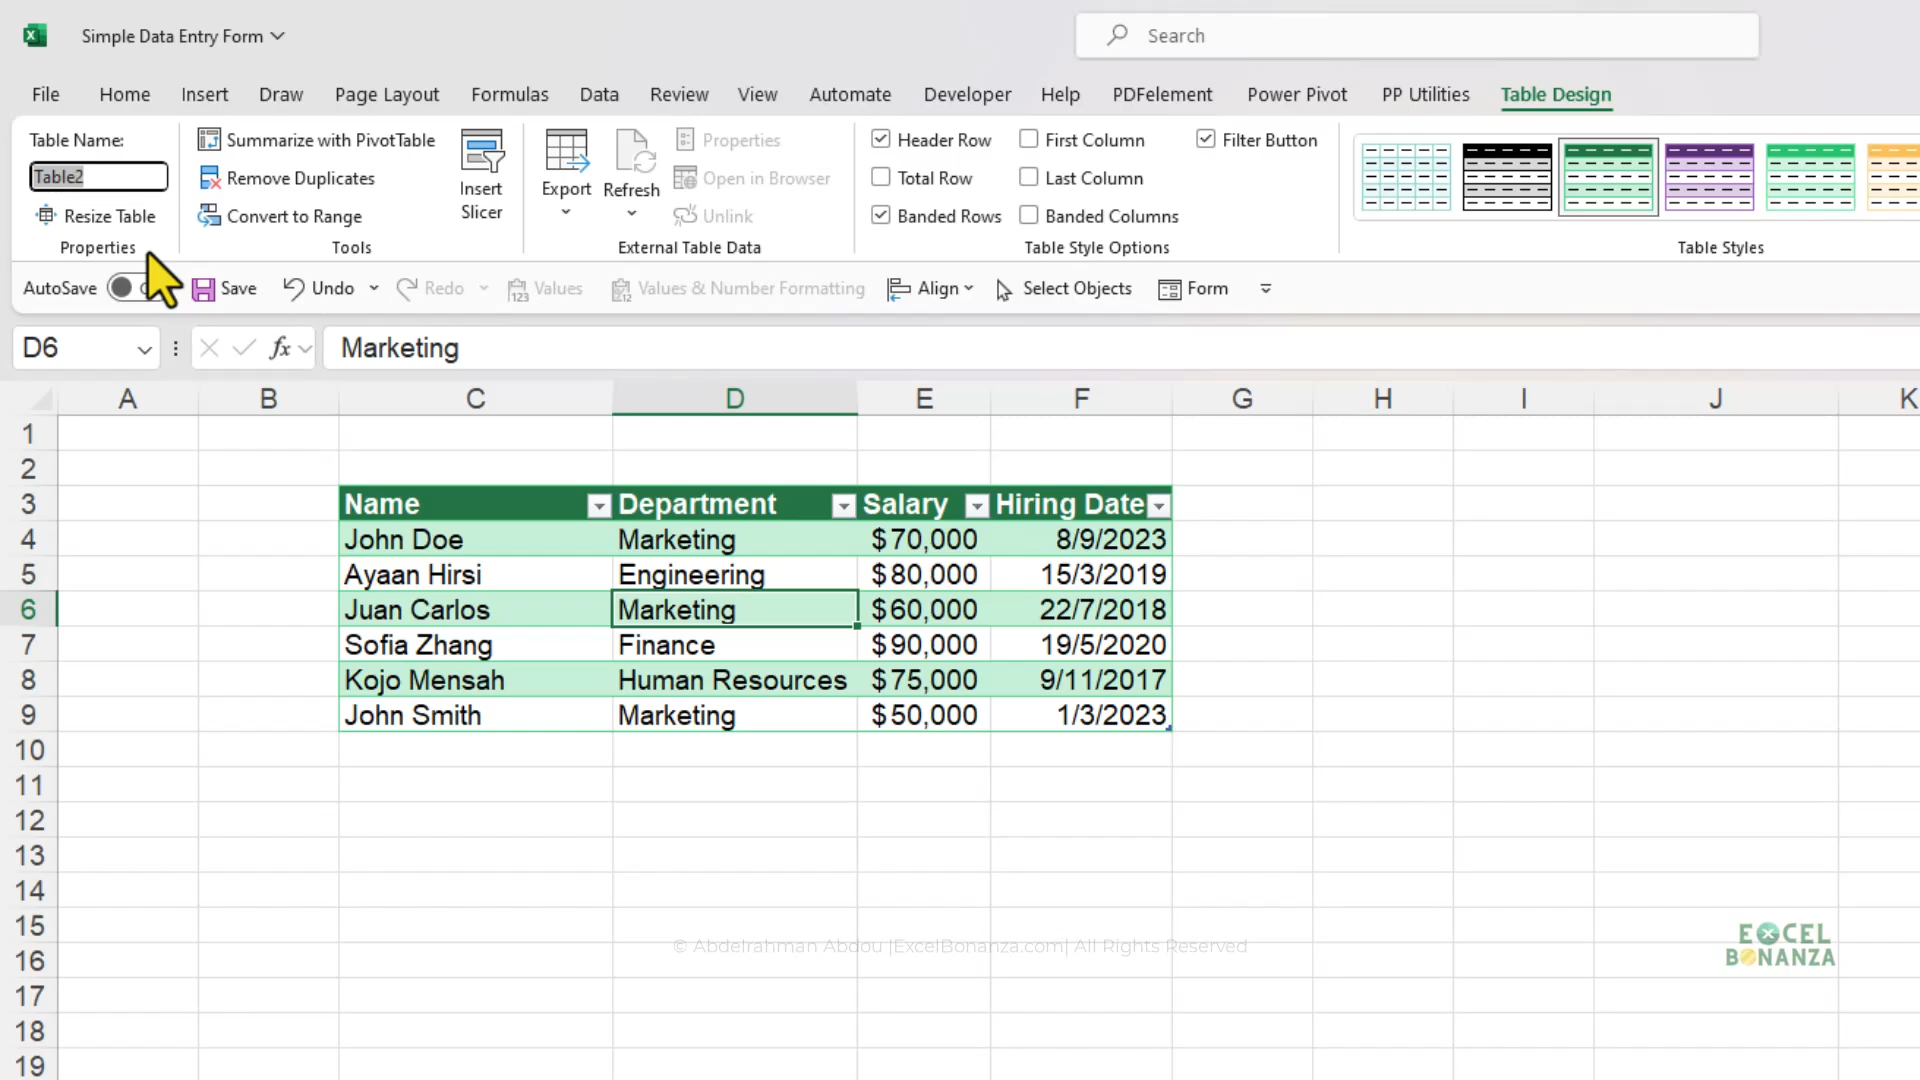 Simple Data Entry Form
Search
File Home Insert Draw Page Layout Formulas Data Review View Automate Developer Help PDFelement Power Pivot PP Utilities Table Design
Table Name:
Table2
Resize Table
Properties
Summarize with PivotTable
Remove Duplicates
Convert to Range
Tools
Insert
Slicer
Export
Refresh
Properties
Open in Browser
Unlink
External Table Data
Header Row
Total Row
Banded Rows
First Column
Last Column
Banded Columns
Filter Button
Table Style Options
Table Styles
AutoSave Save Undo Redo Values Values & Number Formatting Align Select Objects Form
D6 fx Marketing
A B C D E F G H I J K
1
2
3 Name Department Salary Hiring Date
4 John Doe Marketing $70,000 8/9/2023
5 Ayaan Hirsi Engineering $80,000 15/3/2019
6 Juan Carlos Marketing $60,000 22/7/2018
7 Sofia Zhang Finance $90,000 19/5/2020
8 Kojo Mensah Human Resources $75,000 9/11/2017
9 John Smith Marketing $50,000 1/3/2023
10
11
12
13
14
15
© Abdelrahman Abdou |ExcelBonanza.com| All Rights Reserved
EXCEL
BONANZA
16
17
18
19